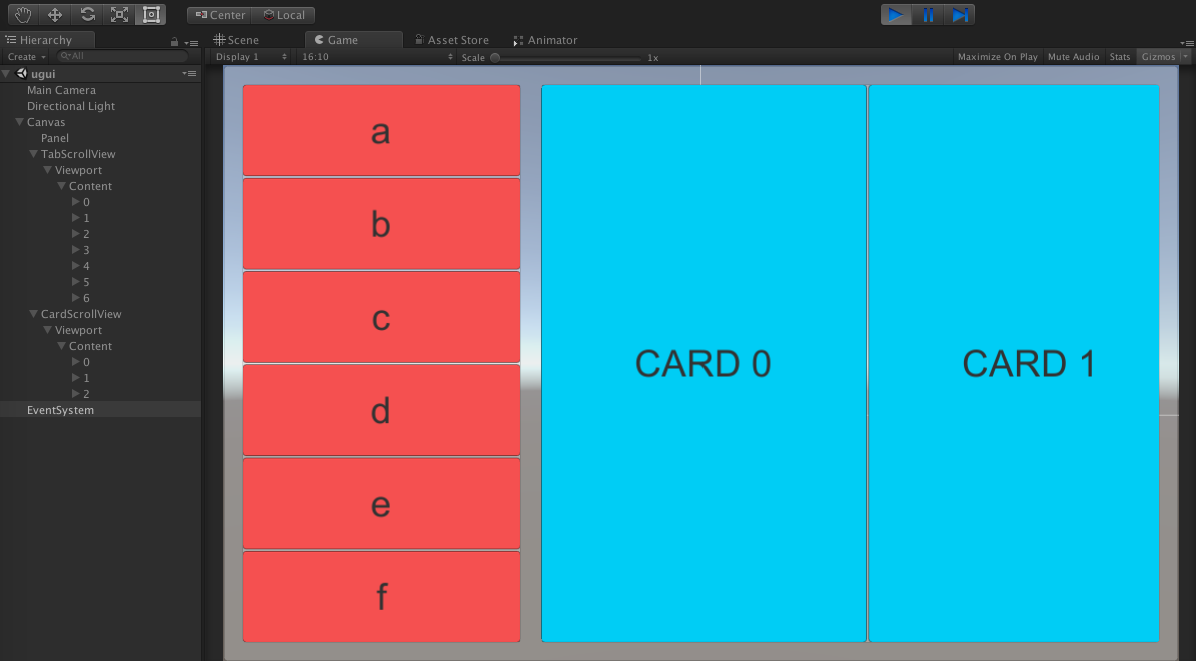 Center Local
Hierarchy
Scene Game Asset Store Animator
Create All
Display 1 16:10 Scale 1x Maximize On Play Mute Audio Stats Gizmos
ugui
Main Camera
Directional Light
Canvas
Panel
TabScrollView
Viewport
Content
0
1
2
3
4
5
6
CardScrollView
Viewport
Content
0
1
2
EventSystem
a
b
c
d
e
f
CARD 0
CARD 1